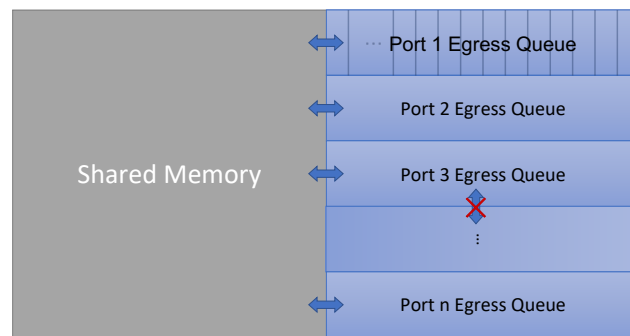 … Port 1 Egress Queue
Port 2 Egress Queue
Shared Memory
Port 3 Egress Queue
⋮
Port n Egress Queue